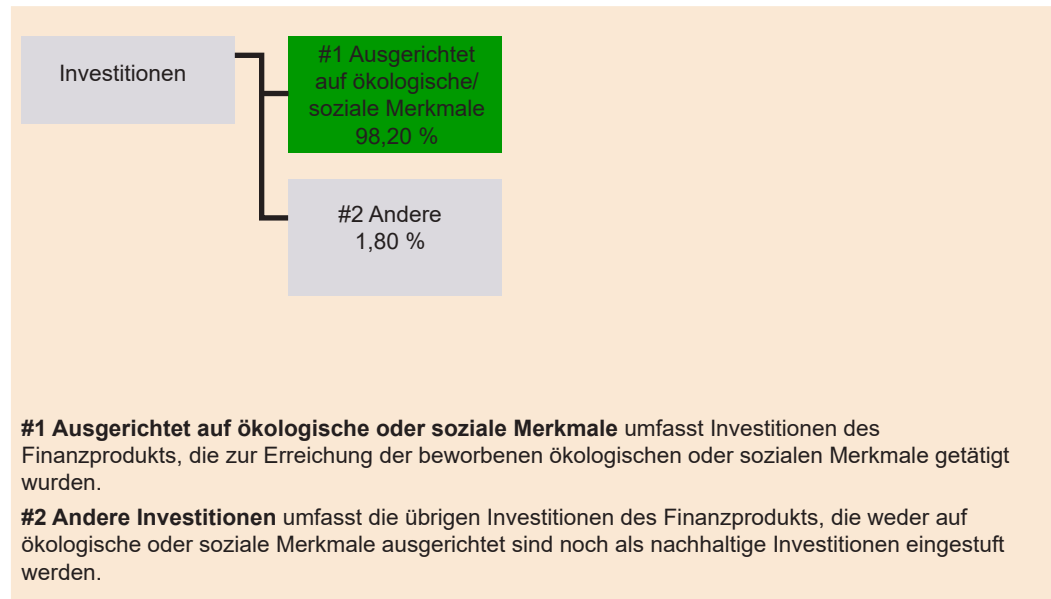 Investitionen
#1 Ausgerichtet
auf ökologische/
soziale Merkmale
98,20 %
#2 Andere
1,80 %
#1 Ausgerichtet auf ökologische oder soziale Merkmale umfasst Investitionen des
Finanzprodukts, die zur Erreichung der beworbenen ökologischen oder sozialen Merkmale getätigt
wurden.
#2 Andere Investitionen umfasst die übrigen Investitionen des Finanzprodukts, die weder auf
ökologische oder soziale Merkmale ausgerichtet sind noch als nachhaltige Investitionen eingestuft
werden.